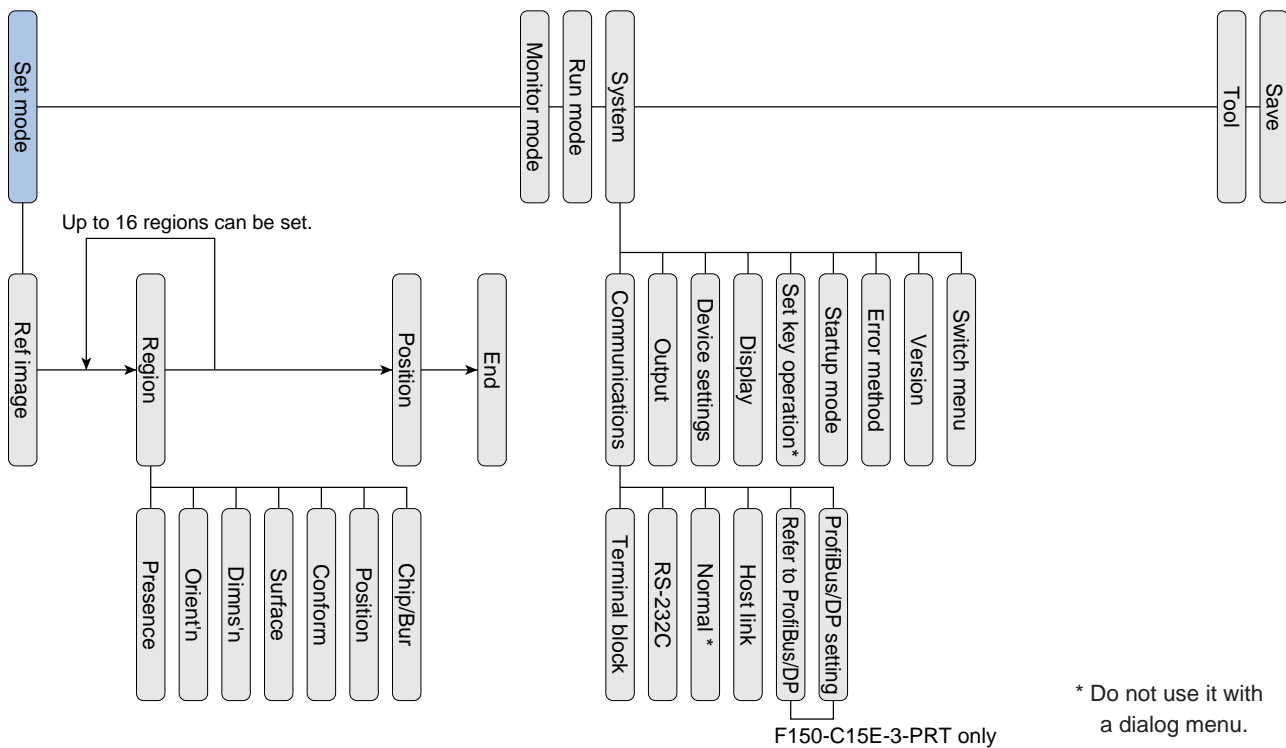 Set mode
Monitor mode
Run mode
System
Tool
Save
Up to 16 regions can be set.
Ref image
Region
Position
End
Communications
Output
Device settings
Display
Set key operation*
Startup mode
Error method
Version
Switch menu
Presence
Orient'n
Dimns'n
Surface
Conform
Position
Chip/Bur
Terminal block
RS-232C
Normal *
Host link
Refer to ProfiBus/DP
ProfiBus/DP setting
F150-C15E-3-PRT only
* Do not use it with
a dialog menu.